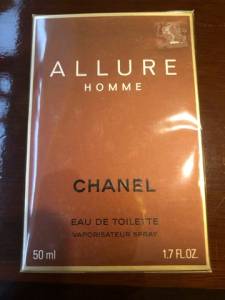 ALLURE
HOMME
CHANEL
EAU DE TOILETTE
VAPORISATEUR SPRAY
50 ml 1.7 FL.OZ.